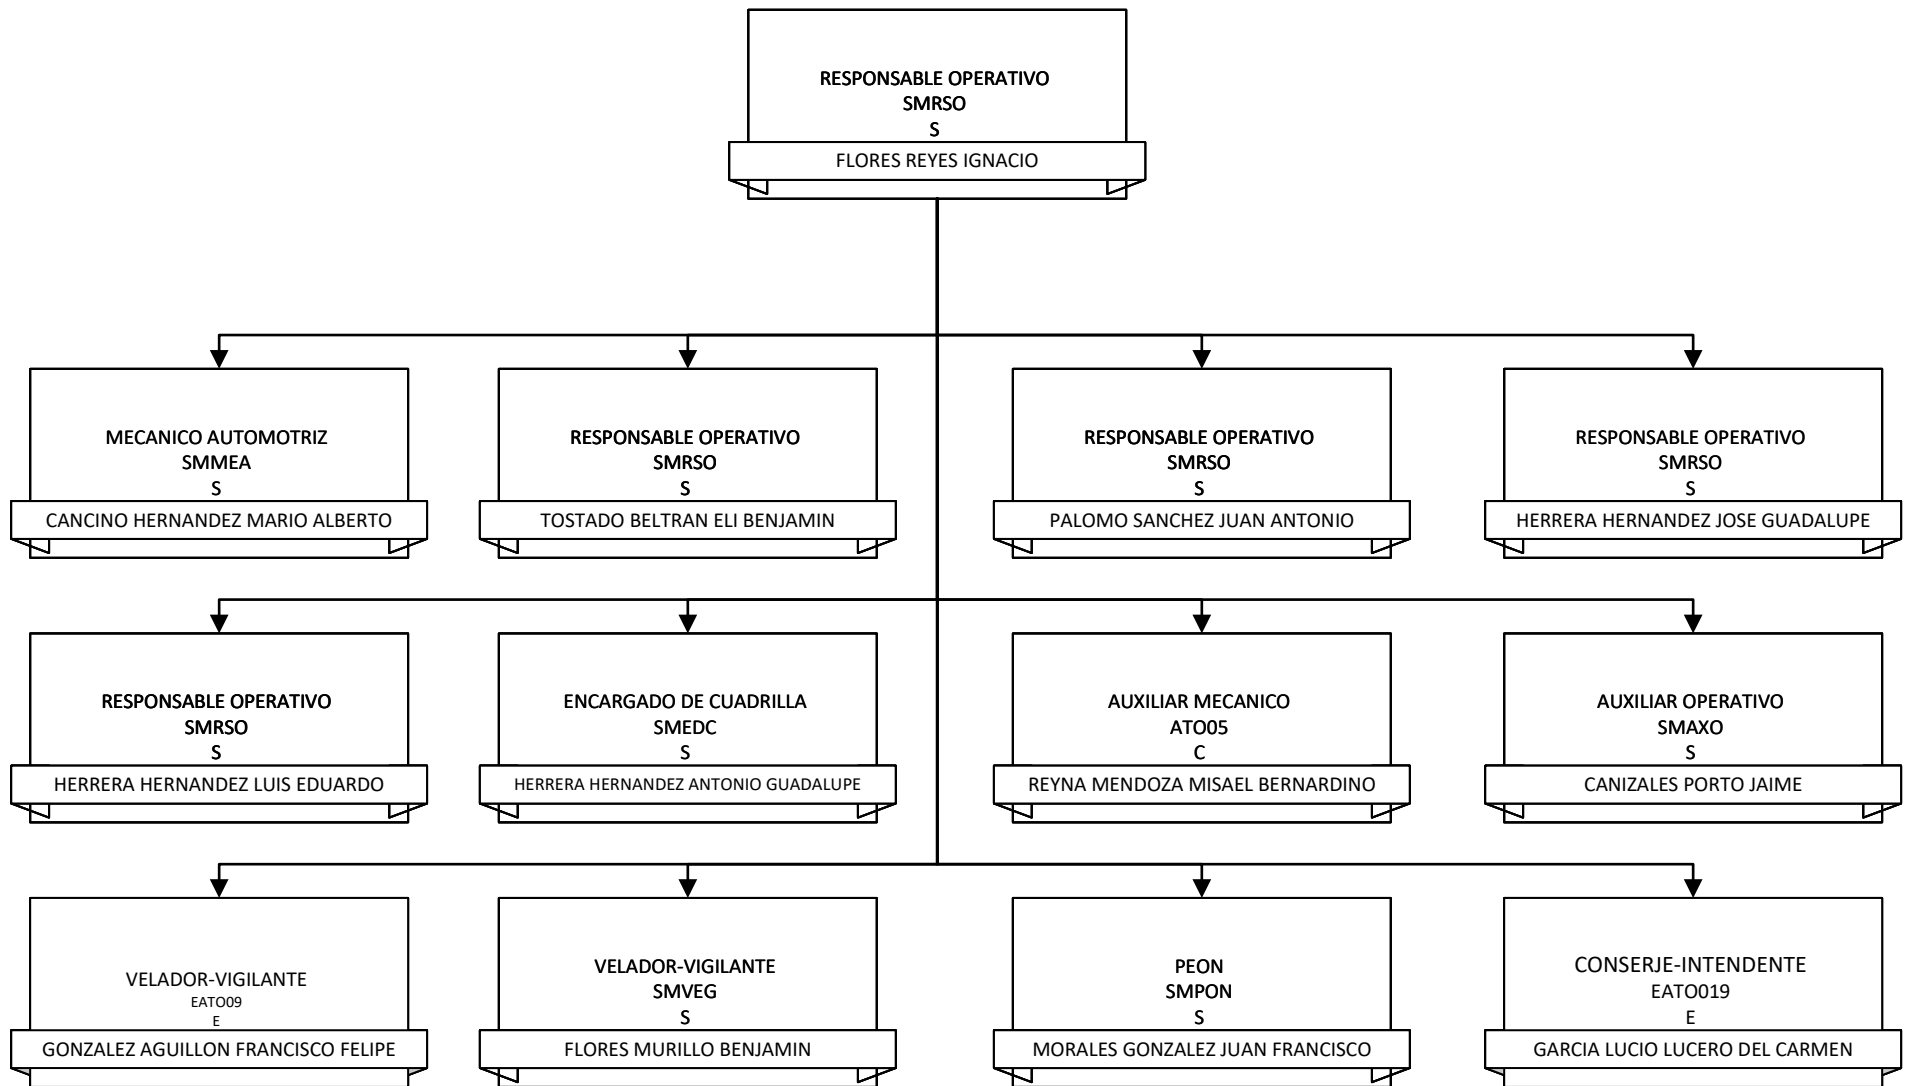 RESPONSABLE OPERATIVO
SMRSO
S
FLORES REYES IGNACIO
MECANICO AUTOMOTRIZ
SMMEA
S
CANCINO HERNANDEZ MARIO ALBERTO
RESPONSABLE OPERATIVO
SMRSO
S
TOSTADO BELTRAN ELI BENJAMIN
RESPONSABLE OPERATIVO
SMRSO
S
PALOMO SANCHEZ JUAN ANTONIO
RESPONSABLE OPERATIVO
SMRSO
S
HERRERA HERNANDEZ JOSE GUADALUPE
RESPONSABLE OPERATIVO
SMRSO
S
HERRERA HERNANDEZ LUIS EDUARDO
ENCARGADO DE CUADRILLA
SMEDC
S
HERRERA HERNANDEZ ANTONIO GUADALUPE
AUXILIAR MECANICO
ATO05
C
REYNA MENDOZA MISAEL BERNARDINO
AUXILIAR OPERATIVO
SMAXO
S
CANIZALES PORTO JAIME
VELADOR-VIGILANTE
EATO09
E
GONZALEZ AGUILLON FRANCISCO FELIPE
VELADOR-VIGILANTE
SMVEG
S
FLORES MURILLO BENJAMIN
PEON
SMPON
S
MORALES GONZALEZ JUAN FRANCISCO
CONSERJE-INTENDENTE
EATO019
E
GARCIA LUCIO LUCERO DEL CARMEN